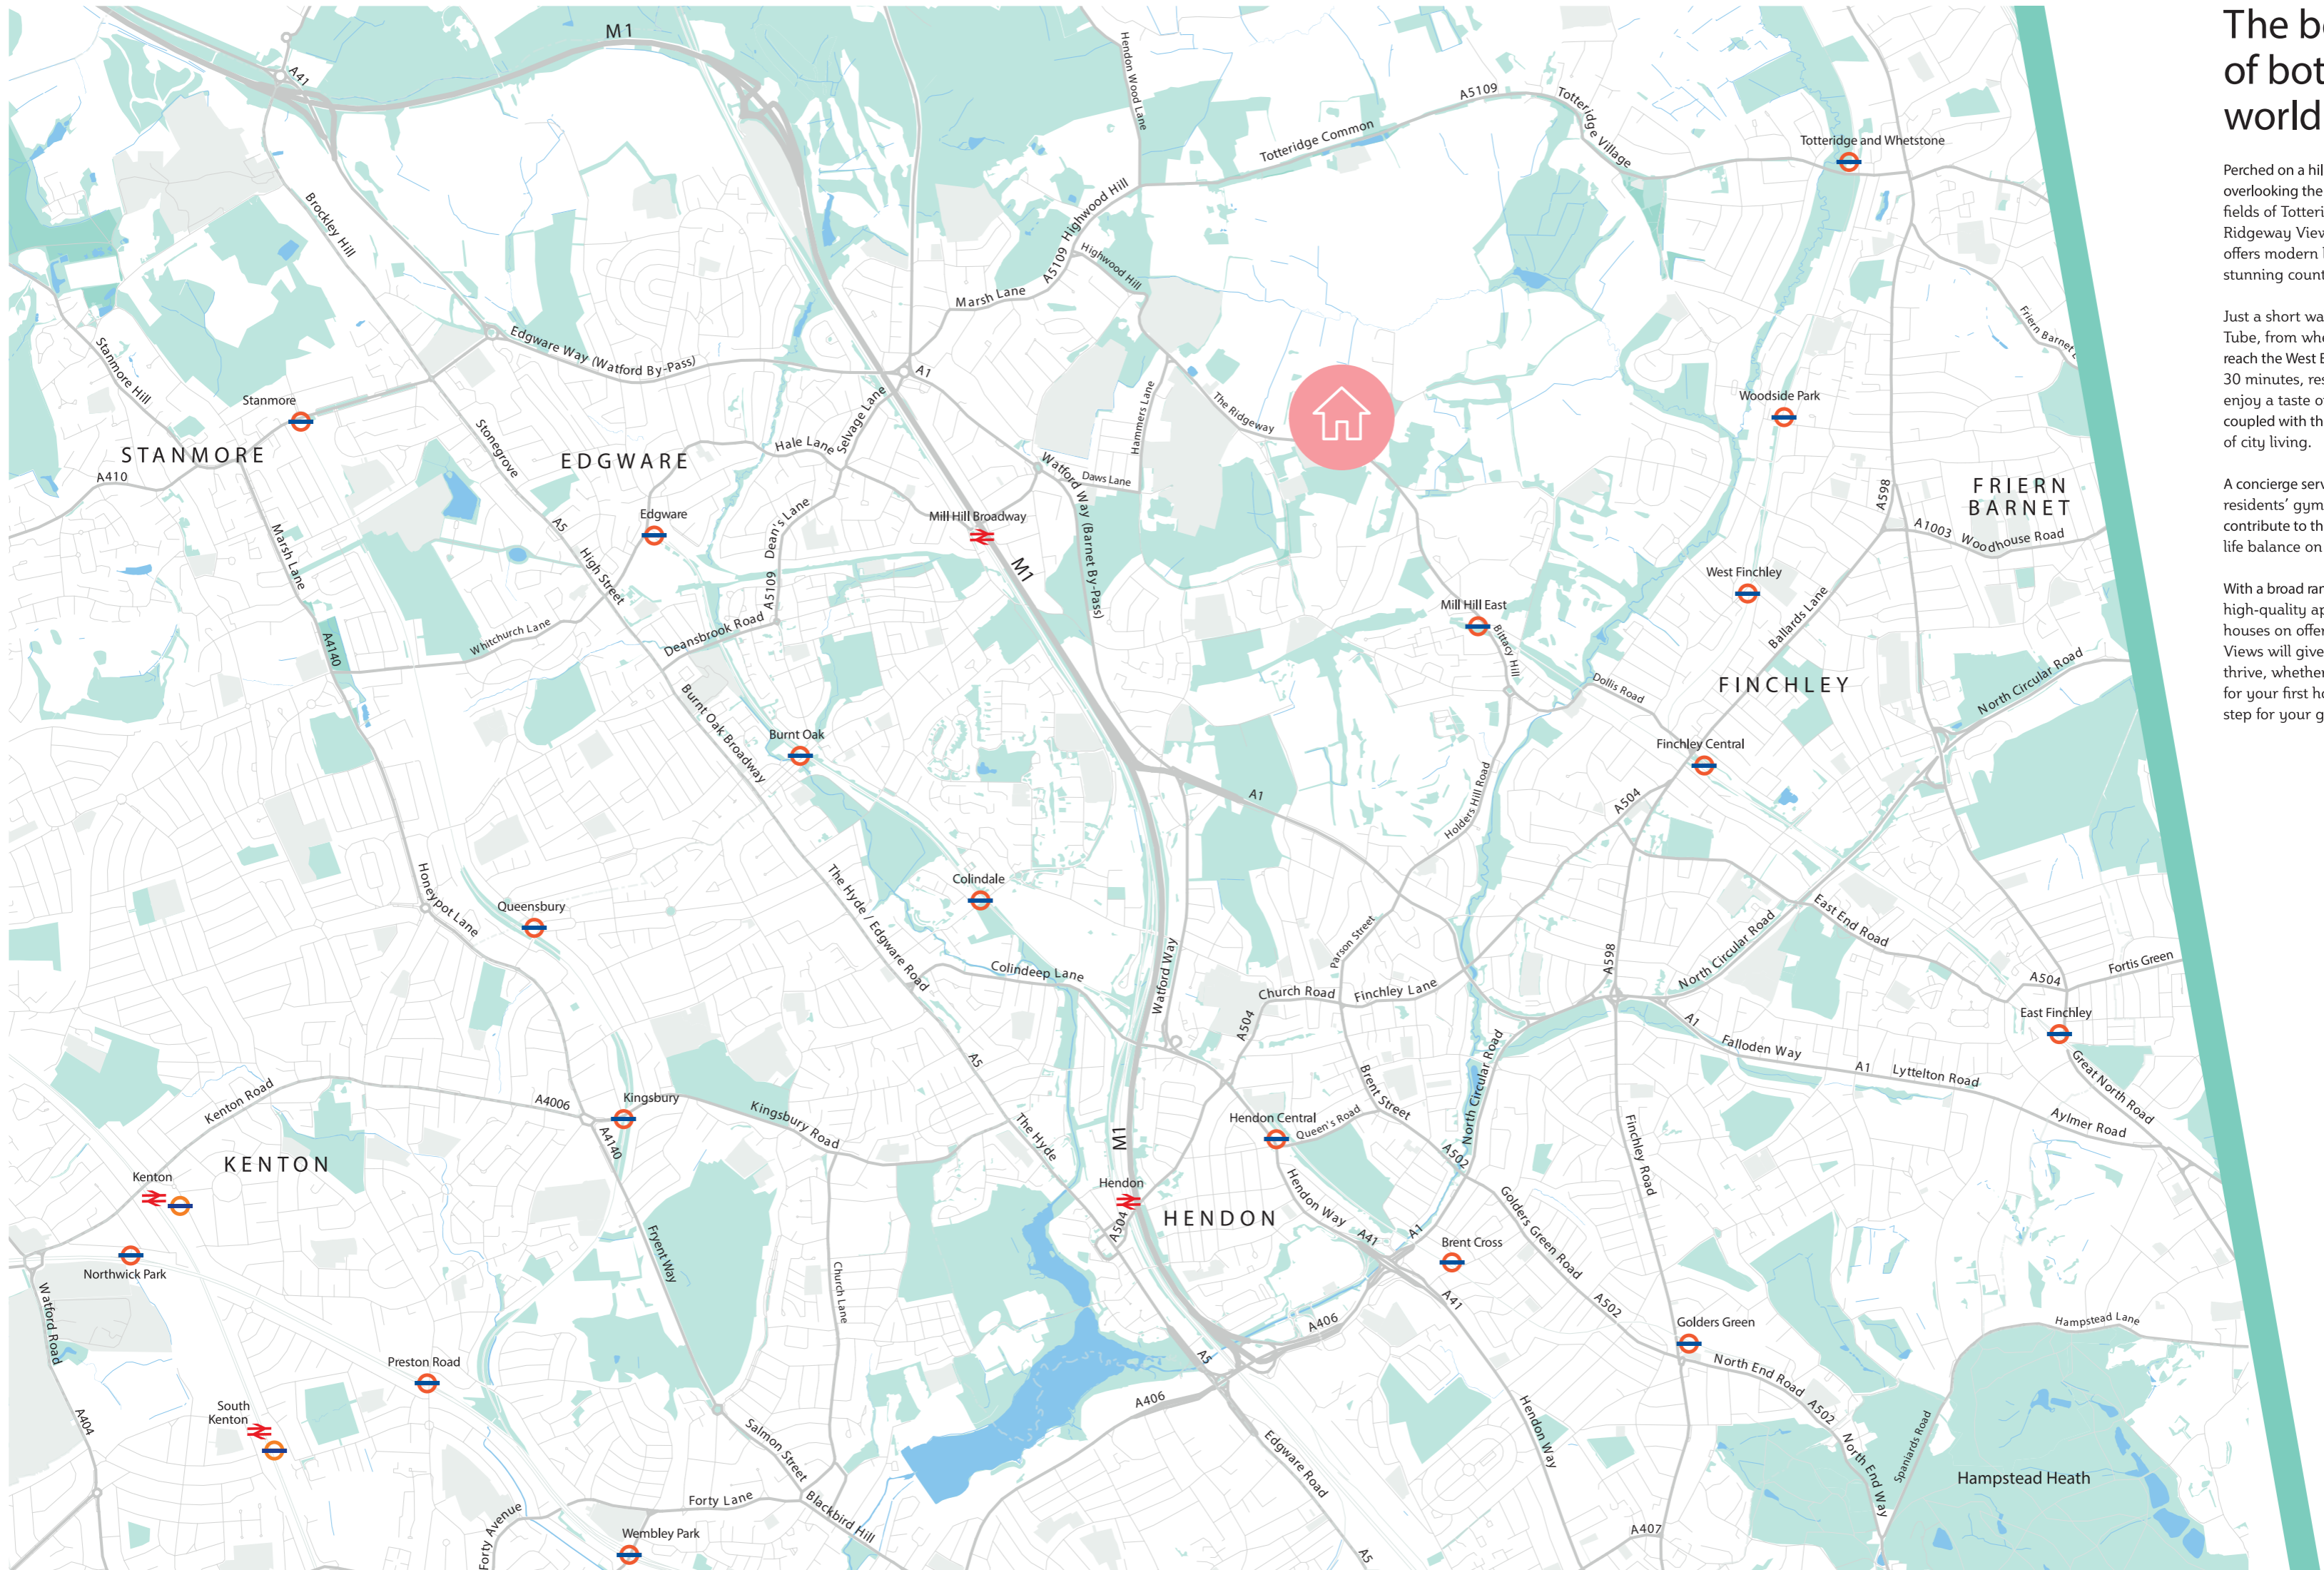 M1
A41
Hendon Wood Lane
A5109
Totteridge Village
Totteridge Common
Totteridge and Whetstone
Brockley Hill
A5109
Highwood Hill
Highwood Hill
Marsh Lane
Stanmore Hill
Edgware Way (Watford By-Pass)
A1
Friern Barnet
Stanmore
STANMORE
A410
Stonegrove
EDGWARE
Hale Lane
Selvage Lane
Hammers Lane
The Ridgeway
Woodside Park
Watford Way (Barnet By-Pass)
Daws Lane
A598
FRIERN
BARNET
A1003
Woodhouse Road
Edgware
A5
High Street
Dean's Lane
A5109
Mill Hill Broadway
M1
Marsh Lane
A4140
Whitchurch Lane
Deansbrook Road
Mill Hill East
Bittacy Hill
West Finchley
Ballards Lane
Dollis Road
FINCHLEY
North Circular Road
Burnt Oak Broadway
Burnt Oak
Finchley Central
A1
Holders Hill Road
A504
Honeypot Lane
Queensbury
The Hyde / Edgware Road
Colindale
Colindeep Lane
Watford Way
Parson Street
Church Road
Finchley Lane
A504
A598
North Circular Road
East End Road
A504
Fortis Green
East Finchley
A1
Falloden Way
A1
Lyttelton Road
Great North Road
Aylmer Road
Kenton Road
A4006
Kingsbury
A4140
Kingsbury Road
A5
The Hyde
M1
Hendon Central
Queen's Road
Brent Street
North Circular Road
A502
Finchley Road
KENTON
Kenton
Northwick Park
Watford Road
Fryent Way
Church Lane
Hendon
A504
HENDON
Hendon Way
A41
A1
Brent Cross
A41
Golders Green Road
A502
Golders Green
North End Road
A502
North End Way
Spaniards Road
Hampstead Lane
Hampstead Heath
A406
A5
A406
Preston Road
South
Kenton
A404
Salmon Street
Forty Lane
Forty Avenue
Blackbird Hill
Wembley Park
Edgware Road
A5
Hendon Way
A407
The b
of bot
world
Perched on a hil
overlooking the
fields of Totteri
Ridgeway View
offers modern
stunning count
Just a short wa
Tube, from whe
reach the West E
30 minutes, res
enjoy a taste o
coupled with th
of city living.
A concierge serv
residents' gym
contribute to th
life balance on
With a broad ran
high-quality ap
houses on offer
Views will give
thrive, whether
for your first ho
step for your g